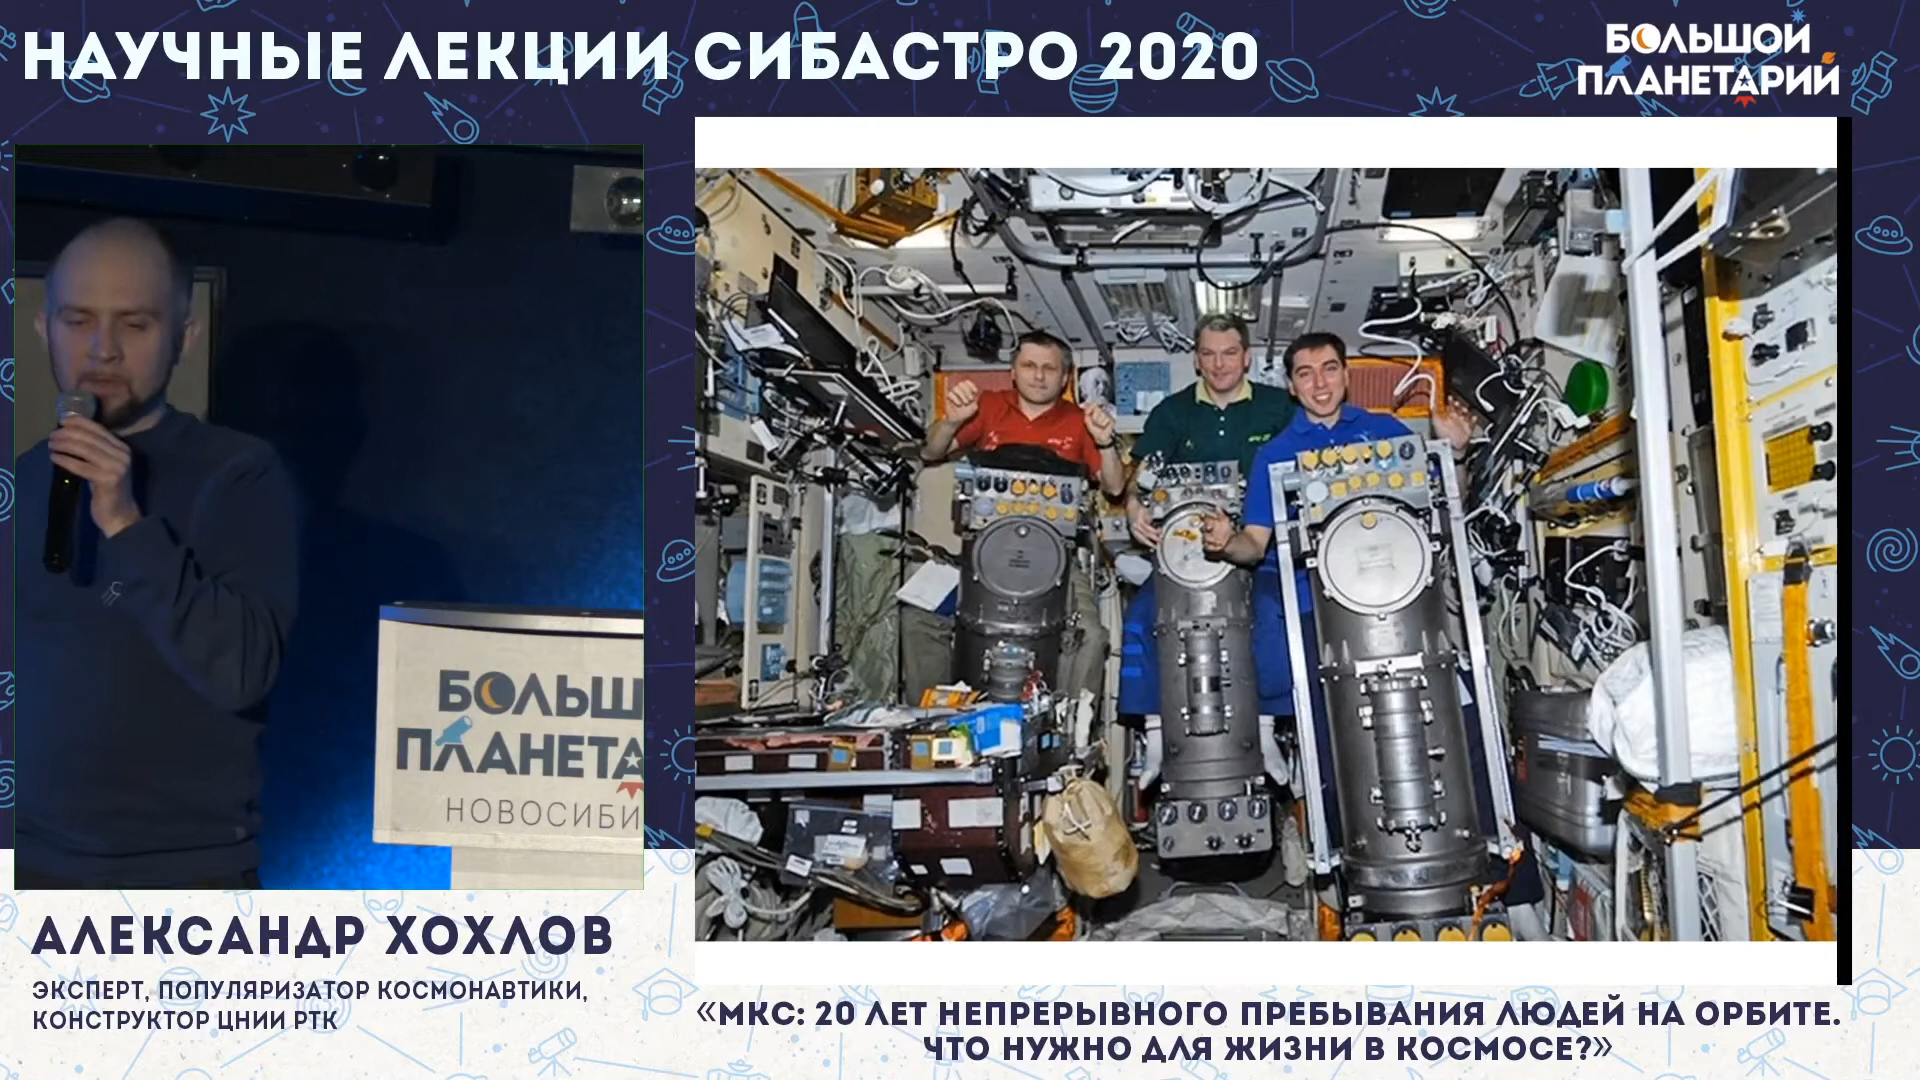 НАУЧНЫЕ ЛЕКЦИИ СИБАСТРО 2020
БОЛЬШОЙ
ПЛАНЕТАРИЙ
БОЛЬШ
ПЛАНЕТА
НОВОСИБИ
АЛЕКСАНДР ХОХЛОВ
ЭКСПЕРТ, ПОПУЛЯРИЗАТОР КОСМОНАВТИКИ,
КОНСТРУКТОР ЦНИИ РТК
«МКС: 20 ЛЕТ НЕПРЕРЫВНОГО ПРЕБЫВАНИЯ ЛЮДЕЙ НА ОРБИТЕ.
ЧТО НУЖНО ДЛЯ ЖИЗНИ В КОСМОСЕ?»